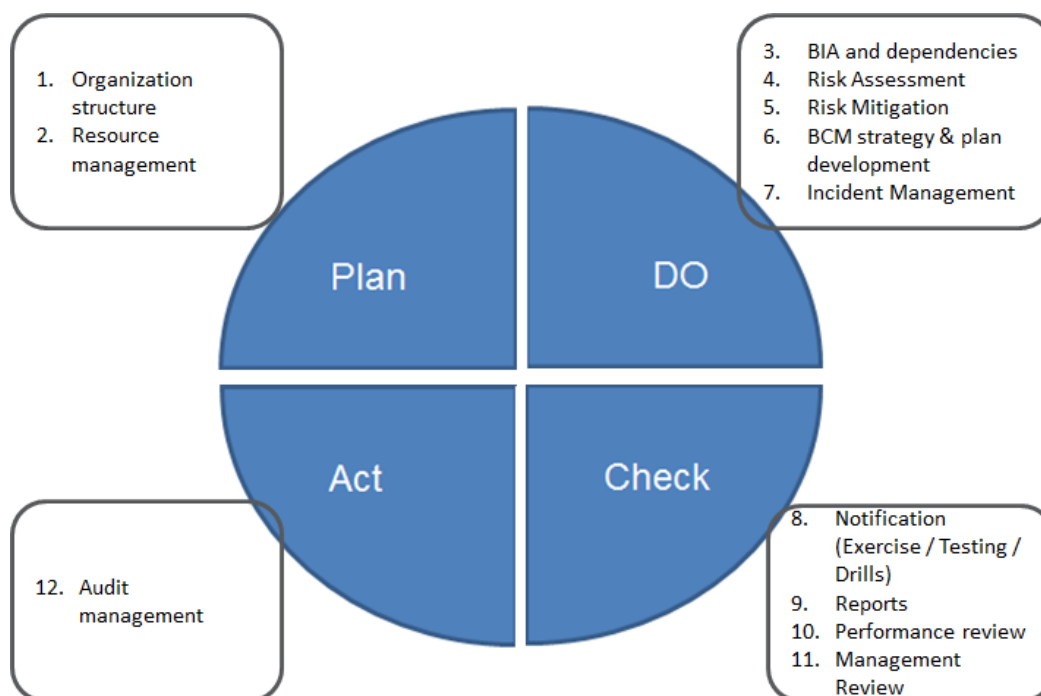 1. Organization
structure
2. Resource
management
3. BIA and dependencies
4. Risk Assessment
5. Risk Mitigation
6. BCM strategy & plan
development
7. Incident Management
Plan
DO
Act
Check
12. Audit
management
8. Notification
(Exercise / Testing /
Drills)
9. Reports
10. Performance review
11. Management
Review